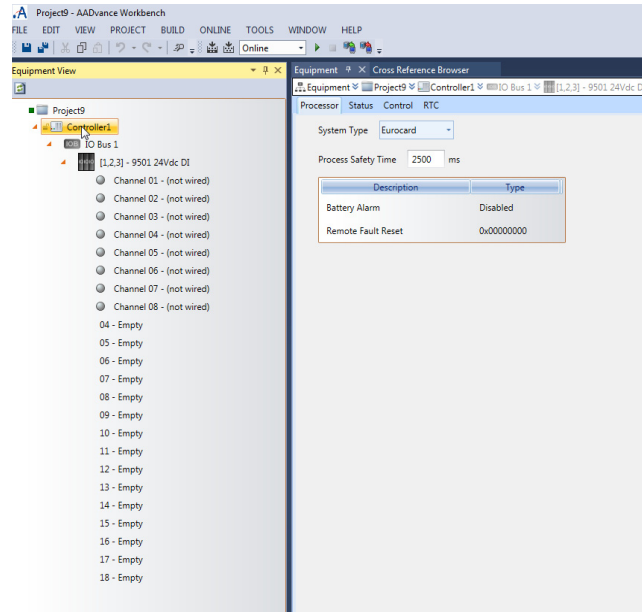 Project9 - AADvance Workbench
FILE EDIT VIEW PROJECT BUILD ONLINE TOOLS WINDOW HELP
Online
Equipment View
Project9
Controller1
IOB IO Bus 1
[1,2,3] - 9501 24Vdc DI
Channel 01 - (not wired)
Channel 02 - (not wired)
Channel 03 - (not wired)
Channel 04 - (not wired)
Channel 05 - (not wired)
Channel 06 - (not wired)
Channel 07 - (not wired)
Channel 08 - (not wired)
04 - Empty
05 - Empty
06 - Empty
07 - Empty
08 - Empty
09 - Empty
10 - Empty
11 - Empty
12 - Empty
13 - Empty
14 - Empty
15 - Empty
16 - Empty
17 - Empty
18 - Empty
Equipment Cross Reference Browser
Equipment Project9 Controller1 IO Bus 1 [1,2,3] - 9501 24Vdc D
Processor Status Control RTC
System Type Eurocard
Process Safety Time 2500 ms
Description Type
Battery Alarm Disabled
Remote Fault Reset 0x00000000